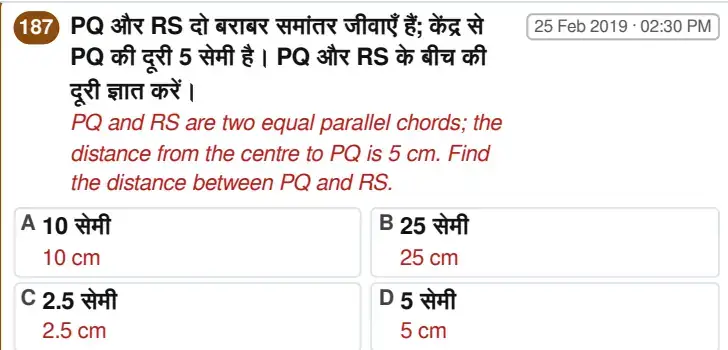 187 PQ और RS दो बराबर समांतर जीवाएँ हैं; केंद्र से
25 Feb 2019 · 02:30 PM
PQ की दूरी 5 सेमी है। PQ और RS के बीच की
दूरी ज्ञात करें।
PQ and RS are two equal parallel chords; the
distance from the centre to PQ is 5 cm. Find
the distance between PQ and RS.
A 10 सेमी
10 cm
B 25 सेमी
25 cm
C 2.5 सेमी
2.5 cm
D 5 सेमी
5 cm